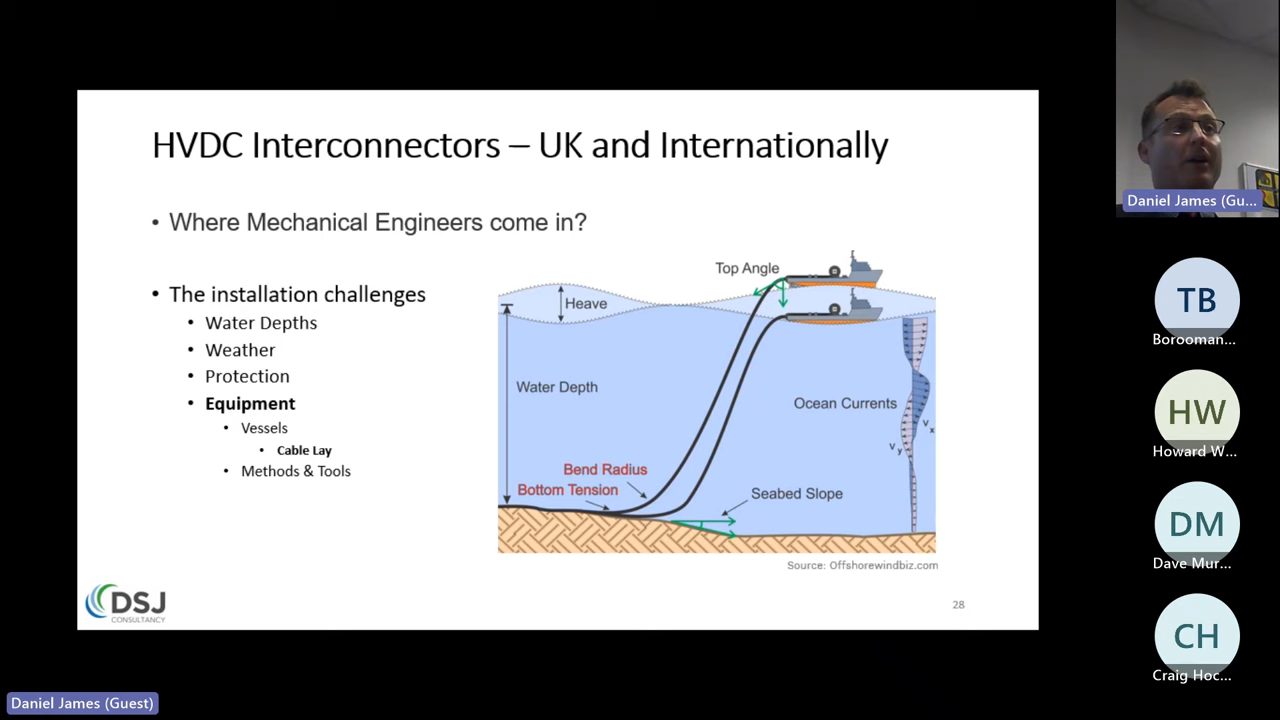 HVDC Interconnectors – UK and Internationally
• Where Mechanical Engineers come in?
• The installation challenges
• Water Depths
• Weather
• Protection
• Equipment
• Vessels
• Cable Lay
• Methods & Tools
Top Angle
Heave
Water Depth
Ocean Currents
Vx
Vy
Bend Radius
Bottom Tension
Seabed Slope
Source: Offshorewindbiz.com
DSJ
CONSULTANCY
28
Daniel James (Gu...
TB
Borooman...
HW
Howard W...
DM
Dave Mur...
CH
Craig Hoc...
Daniel James (Guest)